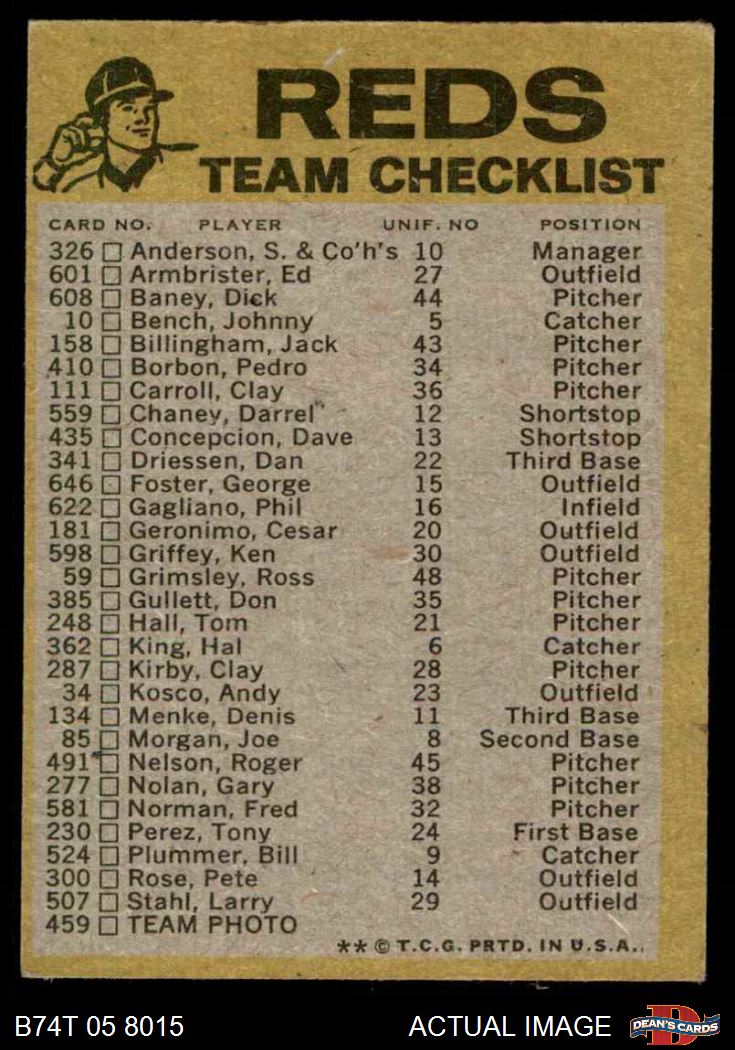 REDS
TEAM CHECKLIST
CARD NO. PLAYER UNIF. NO POSITION
326 □ Anderson, S. & Co'h's 10 Manager
601 □ Armbrister, Ed 27 Outfield
608 □ Baney, Dick 44 Pitcher
10 □ Bench, Johnny 5 Catcher
158 □ Billingham, Jack 43 Pitcher
410 □ Borbon, Pedro 34 Pitcher
111 □ Carroll, Clay 36 Pitcher
559 □ Chaney, Darrel 12 Shortstop
435 □ Concepcion, Dave 13 Shortstop
341 □ Driessen, Dan 22 Third Base
646 □ Foster, George 15 Outfield
622 □ Gagliano, Phil 16 Infield
181 □ Geronimo, Cesar 20 Outfield
598 □ Griffey, Ken 30 Outfield
59 □ Grimsley, Ross 48 Pitcher
385 □ Gullett, Don 35 Pitcher
248 □ Hall, Tom 21 Pitcher
362 □ King, Hal 6 Catcher
287 □ Kirby, Clay 28 Pitcher
34 □ Kosco, Andy 23 Outfield
134 □ Menke, Denis 11 Third Base
85 □ Morgan, Joe 8 Second Base
491 □ Nelson, Roger 45 Pitcher
277 □ Nolan, Gary 38 Pitcher
581 □ Norman, Fred 32 Pitcher
230 □ Perez, Tony 24 First Base
524 □ Plummer, Bill 9 Catcher
300 □ Rose, Pete 14 Outfield
507 □ Stahl, Larry 29 Outfield
459 □ TEAM PHOTO
** © T.C.G. PRTD. IN U.S.A.
B74T 05 8015 ACTUAL IMAGE D DEAN'S CARDS